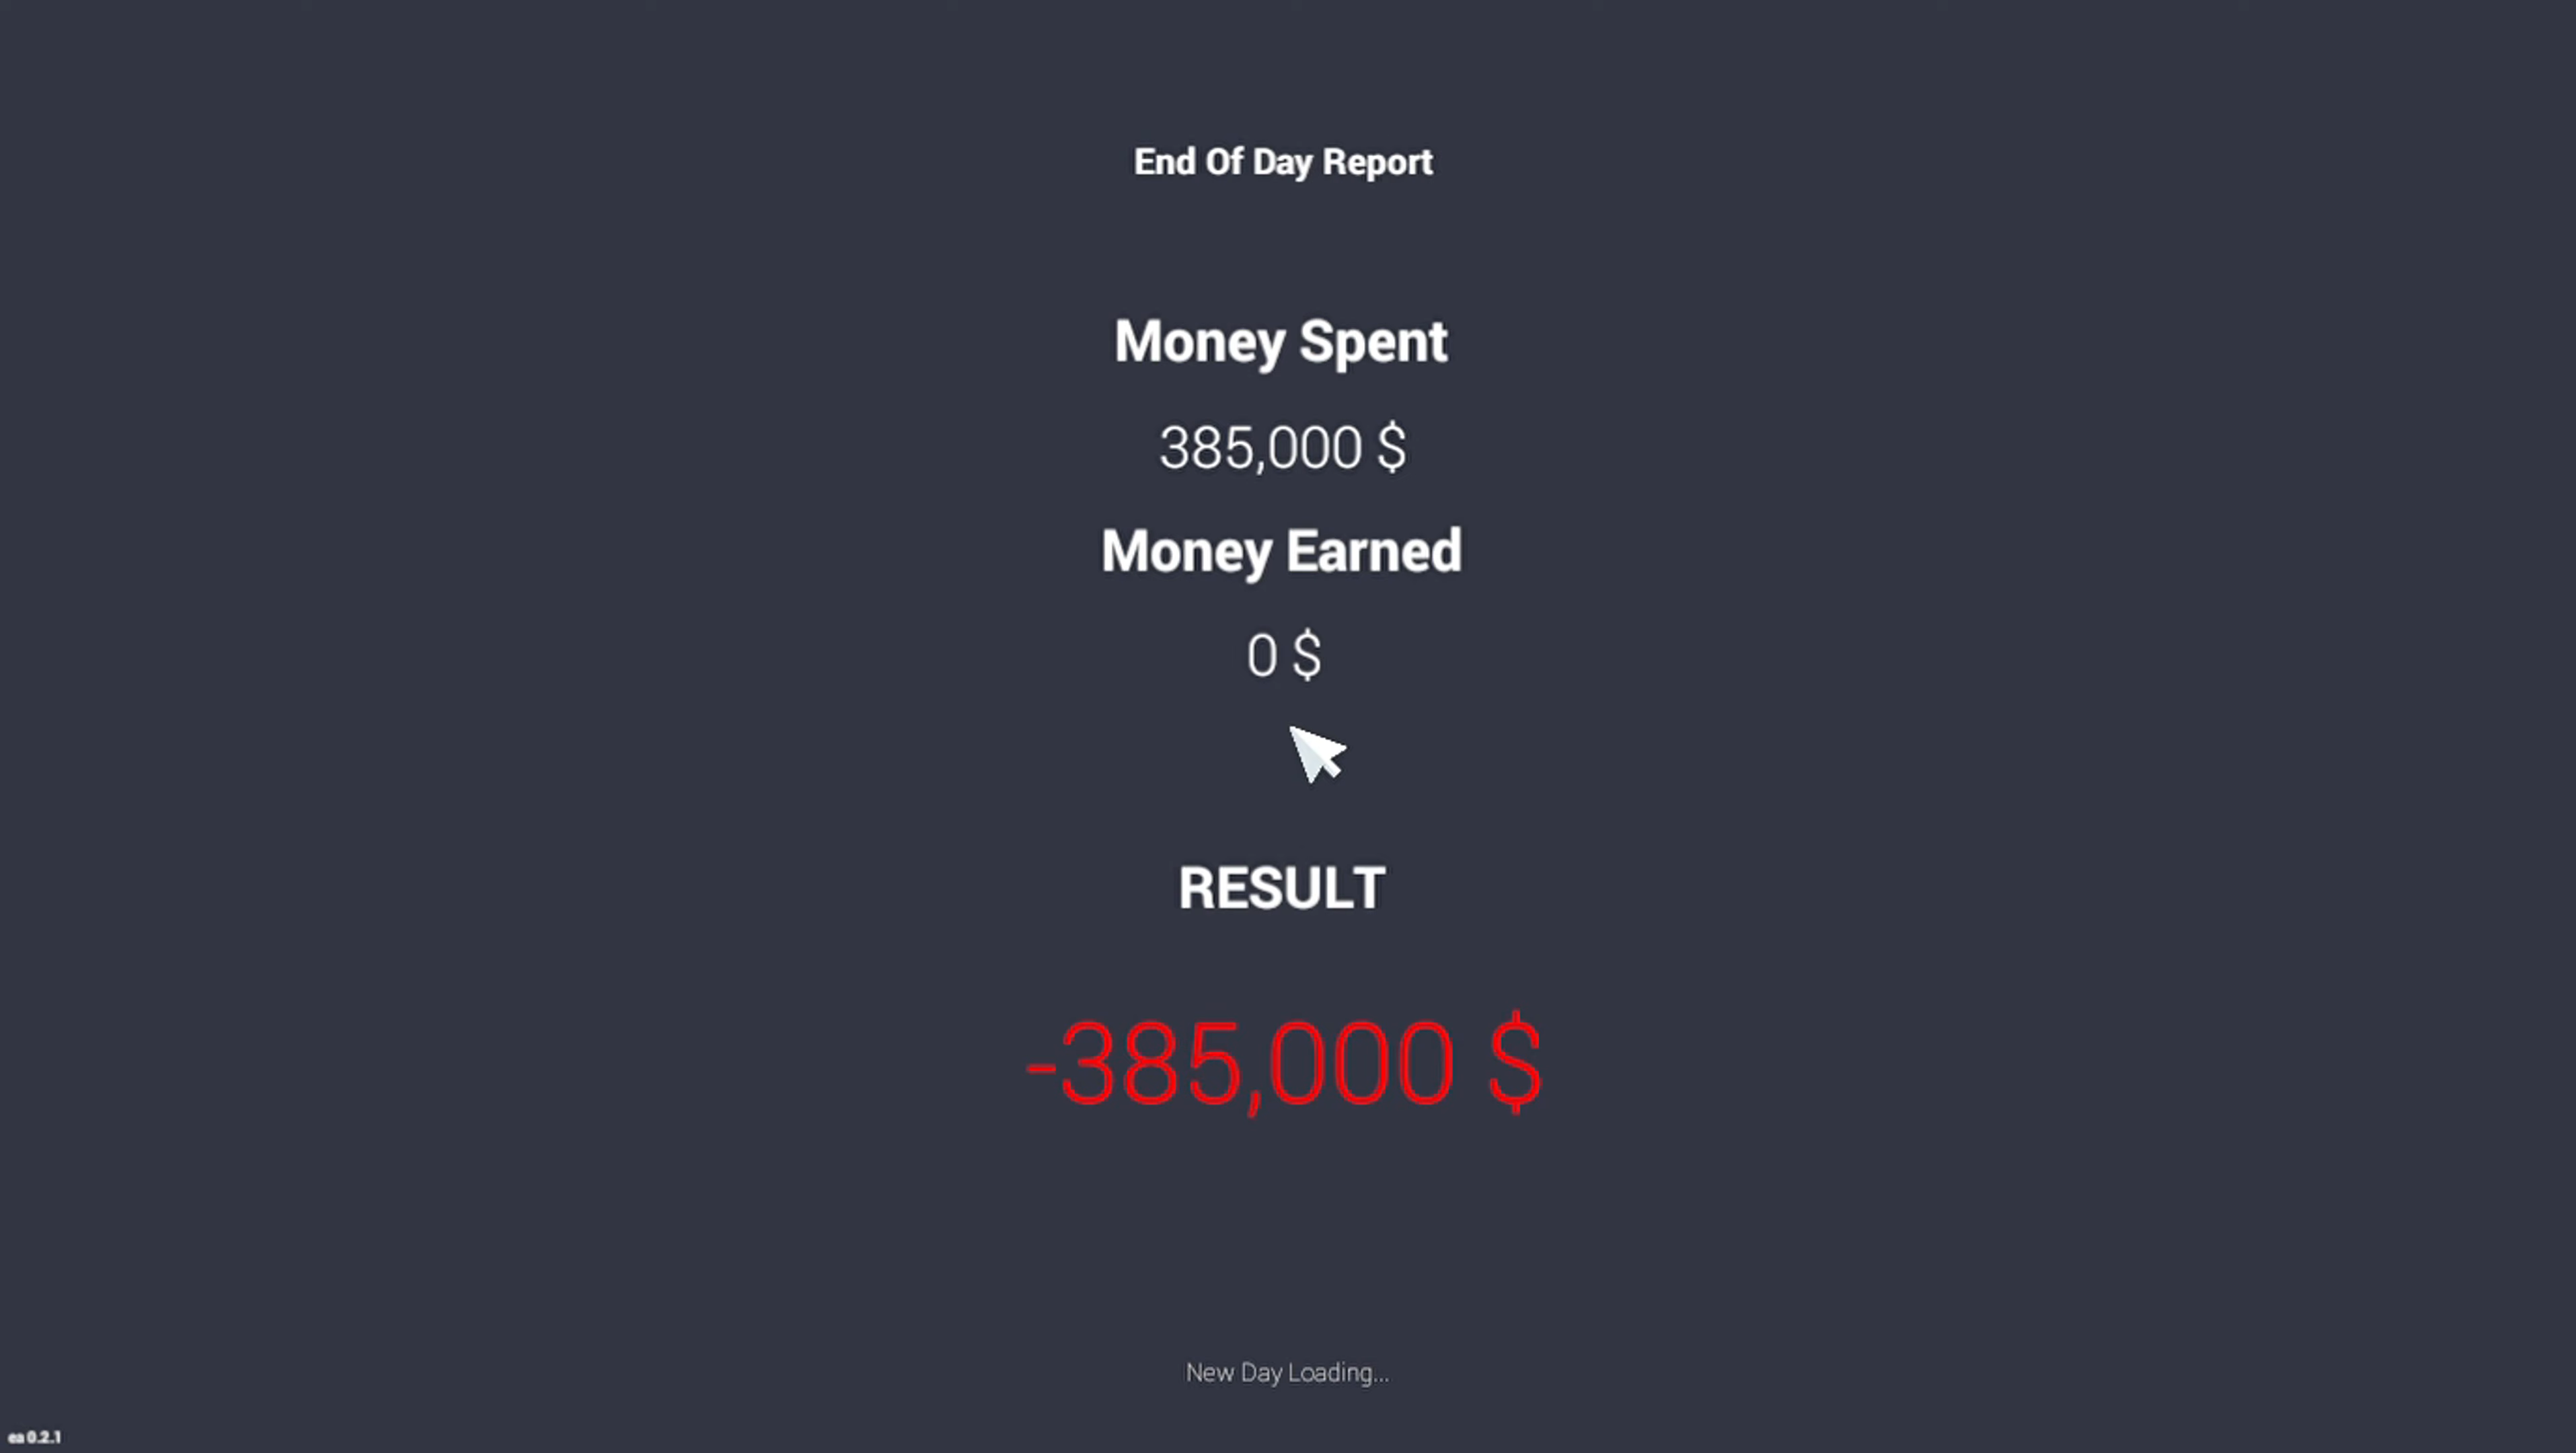 End Of Day Report
Money Spent
385,000 $
Money Earned
0 $
RESULT
-385,000 $
New Day Loading...
ea 0.2.1